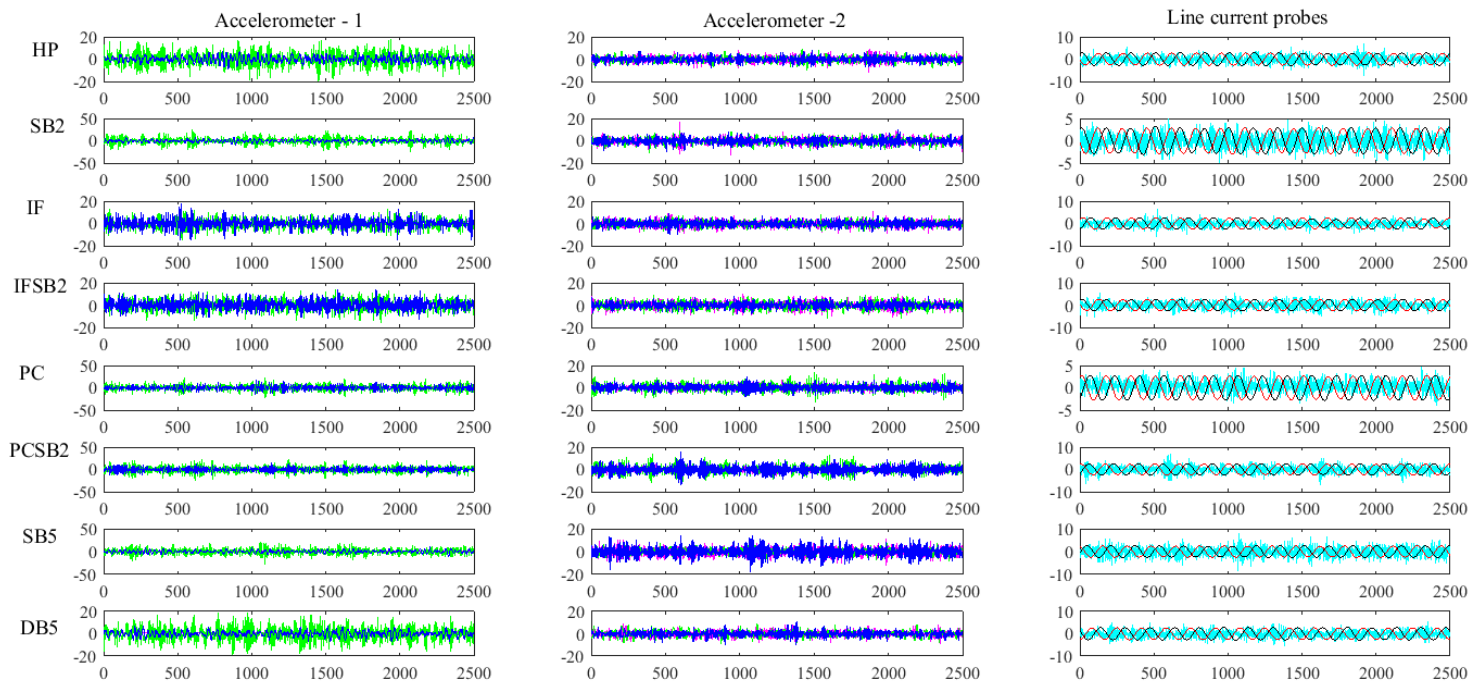 Accelerometer - 1 Accelerometer -2 Line current probes
HP 20 0 -20 0 500 1000 1500 2000 2500 20 0 -20 0 500 1000 1500 2000 2500 10 0 -10 0 500 1000 1500 2000 2500
SB2 50 0 -50 0 500 1000 1500 2000 2500 20 0 -20 0 500 1000 1500 2000 2500 5 0 -5 0 500 1000 1500 2000 2500
IF 20 0 -20 0 500 1000 1500 2000 2500 20 0 -20 0 500 1000 1500 2000 2500 10 0 -10 0 500 1000 1500 2000 2500
IFSB2 20 0 -20 0 500 1000 1500 2000 2500 20 0 -20 0 500 1000 1500 2000 2500 10 0 -10 0 500 1000 1500 2000 2500
PC 50 0 -50 0 500 1000 1500 2000 2500 20 0 -20 0 500 1000 1500 2000 2500 5 0 -5 0 500 1000 1500 2000 2500
PCSB2 50 0 -50 0 500 1000 1500 2000 2500 20 0 -20 0 500 1000 1500 2000 2500 10 0 -10 0 500 1000 1500 2000 2500
SB5 50 0 -50 0 500 1000 1500 2000 2500 20 0 -20 0 500 1000 1500 2000 2500 10 0 -10 0 500 1000 1500 2000 2500
DB5 20 0 -20 0 500 1000 1500 2000 2500 20 0 -20 0 500 1000 1500 2000 2500 10 0 -10 0 500 1000 1500 2000 2500